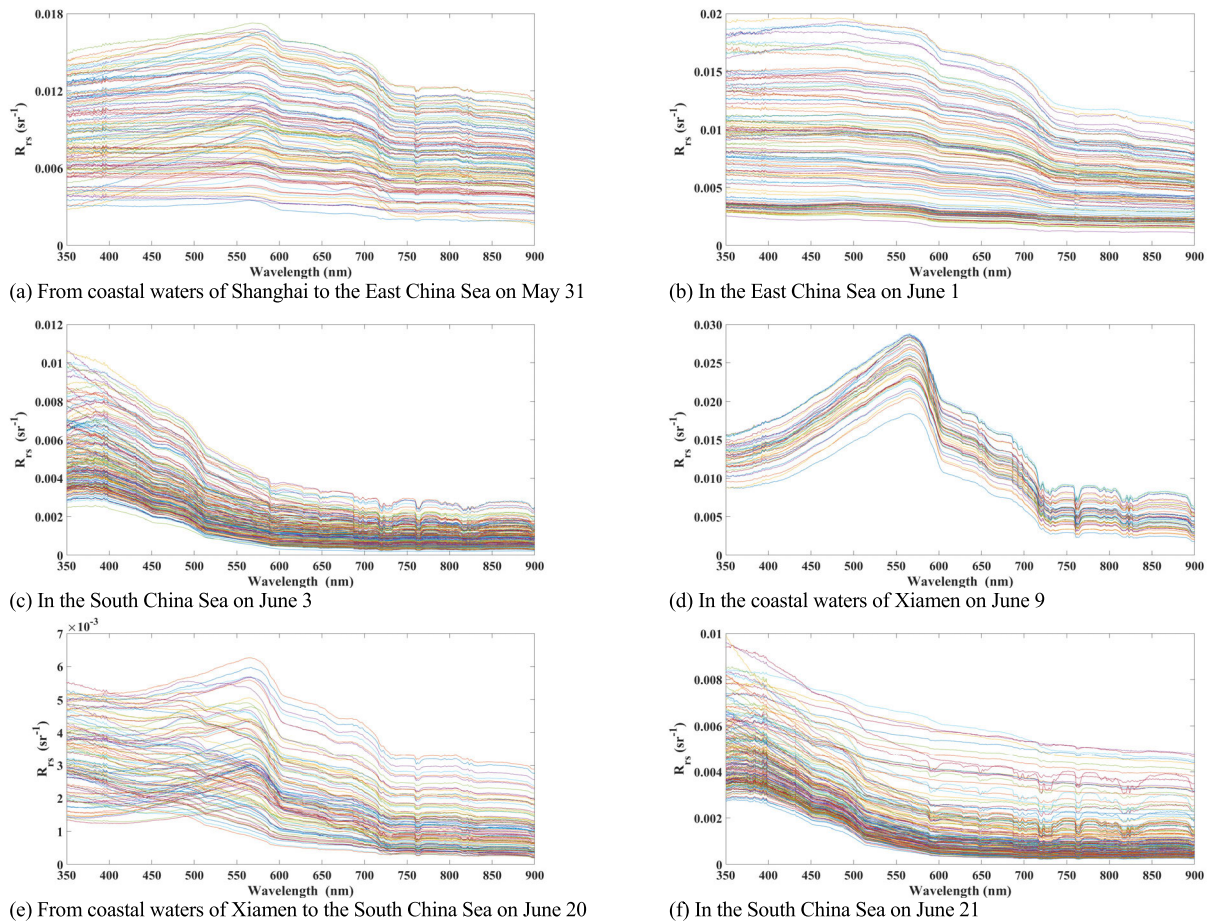 0.018
0.012
0.006
0
R_rs (sr^-1)
350 400 450 500 550 600 650 700 750 800 850 900
Wavelength (nm)
(a) From coastal waters of Shanghai to the East China Sea on May 31
0.02
0.015
0.01
0.005
0
R_rs (sr^-1)
350 400 450 500 550 600 650 700 750 800 850 900
Wavelength (nm)
(b) In the East China Sea on June 1
0.012
0.01
0.008
0.006
0.004
0.002
0
R_rs (sr^-1)
350 400 450 500 550 600 650 700 750 800 850 900
Wavelength (nm)
(c) In the South China Sea on June 3
0.030
0.025
0.020
0.015
0.010
0.005
0
R_rs (sr^-1)
350 400 450 500 550 600 650 700 750 800 850 900
Wavelength (nm)
(d) In the coastal waters of Xiamen on June 9
×10^-3
7
6
5
4
3
2
1
0
R_rs (sr^-1)
350 400 450 500 550 600 650 700 750 800 850 900
Wavelength (nm)
(e) From coastal waters of Xiamen to the South China Sea on June 20
0.01
0.008
0.006
0.004
0.002
0
R_rs (sr^-1)
350 400 450 500 550 600 650 700 750 800 850 900
Wavelength (nm)
(f) In the South China Sea on June 21